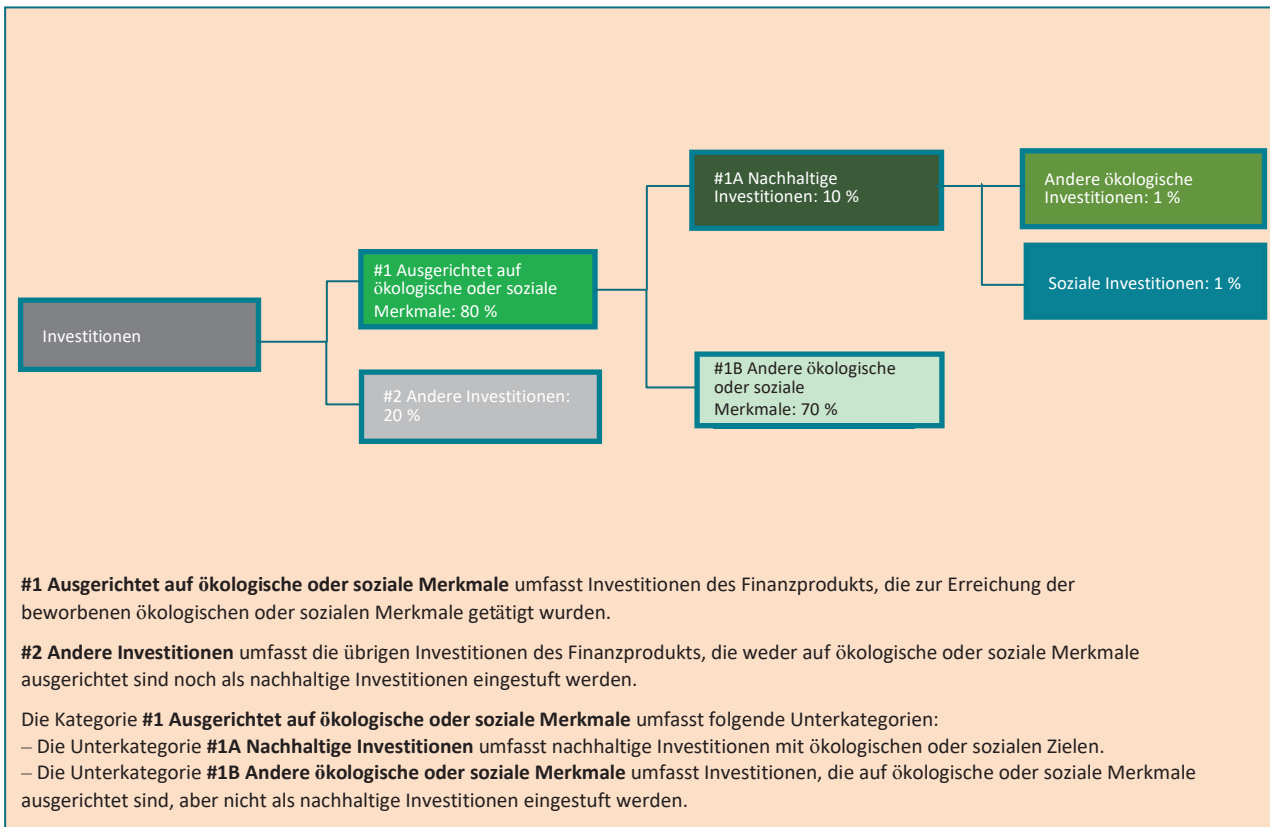 Investitionen
#1 Ausgerichtet auf
ökologische oder soziale
Merkmale: 80 %
#2 Andere Investitionen:
20 %
#1A Nachhaltige
Investitionen: 10 %
#1B Andere ökologische
oder soziale
Merkmale: 70 %
Andere ökologische
Investitionen: 1 %
Soziale Investitionen: 1 %
#1 Ausgerichtet auf ökologische oder soziale Merkmale umfasst Investitionen des Finanzprodukts, die zur Erreichung der
beworbenen ökologischen oder sozialen Merkmale getätigt wurden.
#2 Andere Investitionen umfasst die übrigen Investitionen des Finanzprodukts, die weder auf ökologische oder soziale Merkmale
ausgerichtet sind noch als nachhaltige Investitionen eingestuft werden.
Die Kategorie #1 Ausgerichtet auf ökologische oder soziale Merkmale umfasst folgende Unterkategorien:
– Die Unterkategorie #1A Nachhaltige Investitionen umfasst nachhaltige Investitionen mit ökologischen oder sozialen Zielen.
– Die Unterkategorie #1B Andere ökologische oder soziale Merkmale umfasst Investitionen, die auf ökologische oder soziale Merkmale
ausgerichtet sind, aber nicht als nachhaltige Investitionen eingestuft werden.